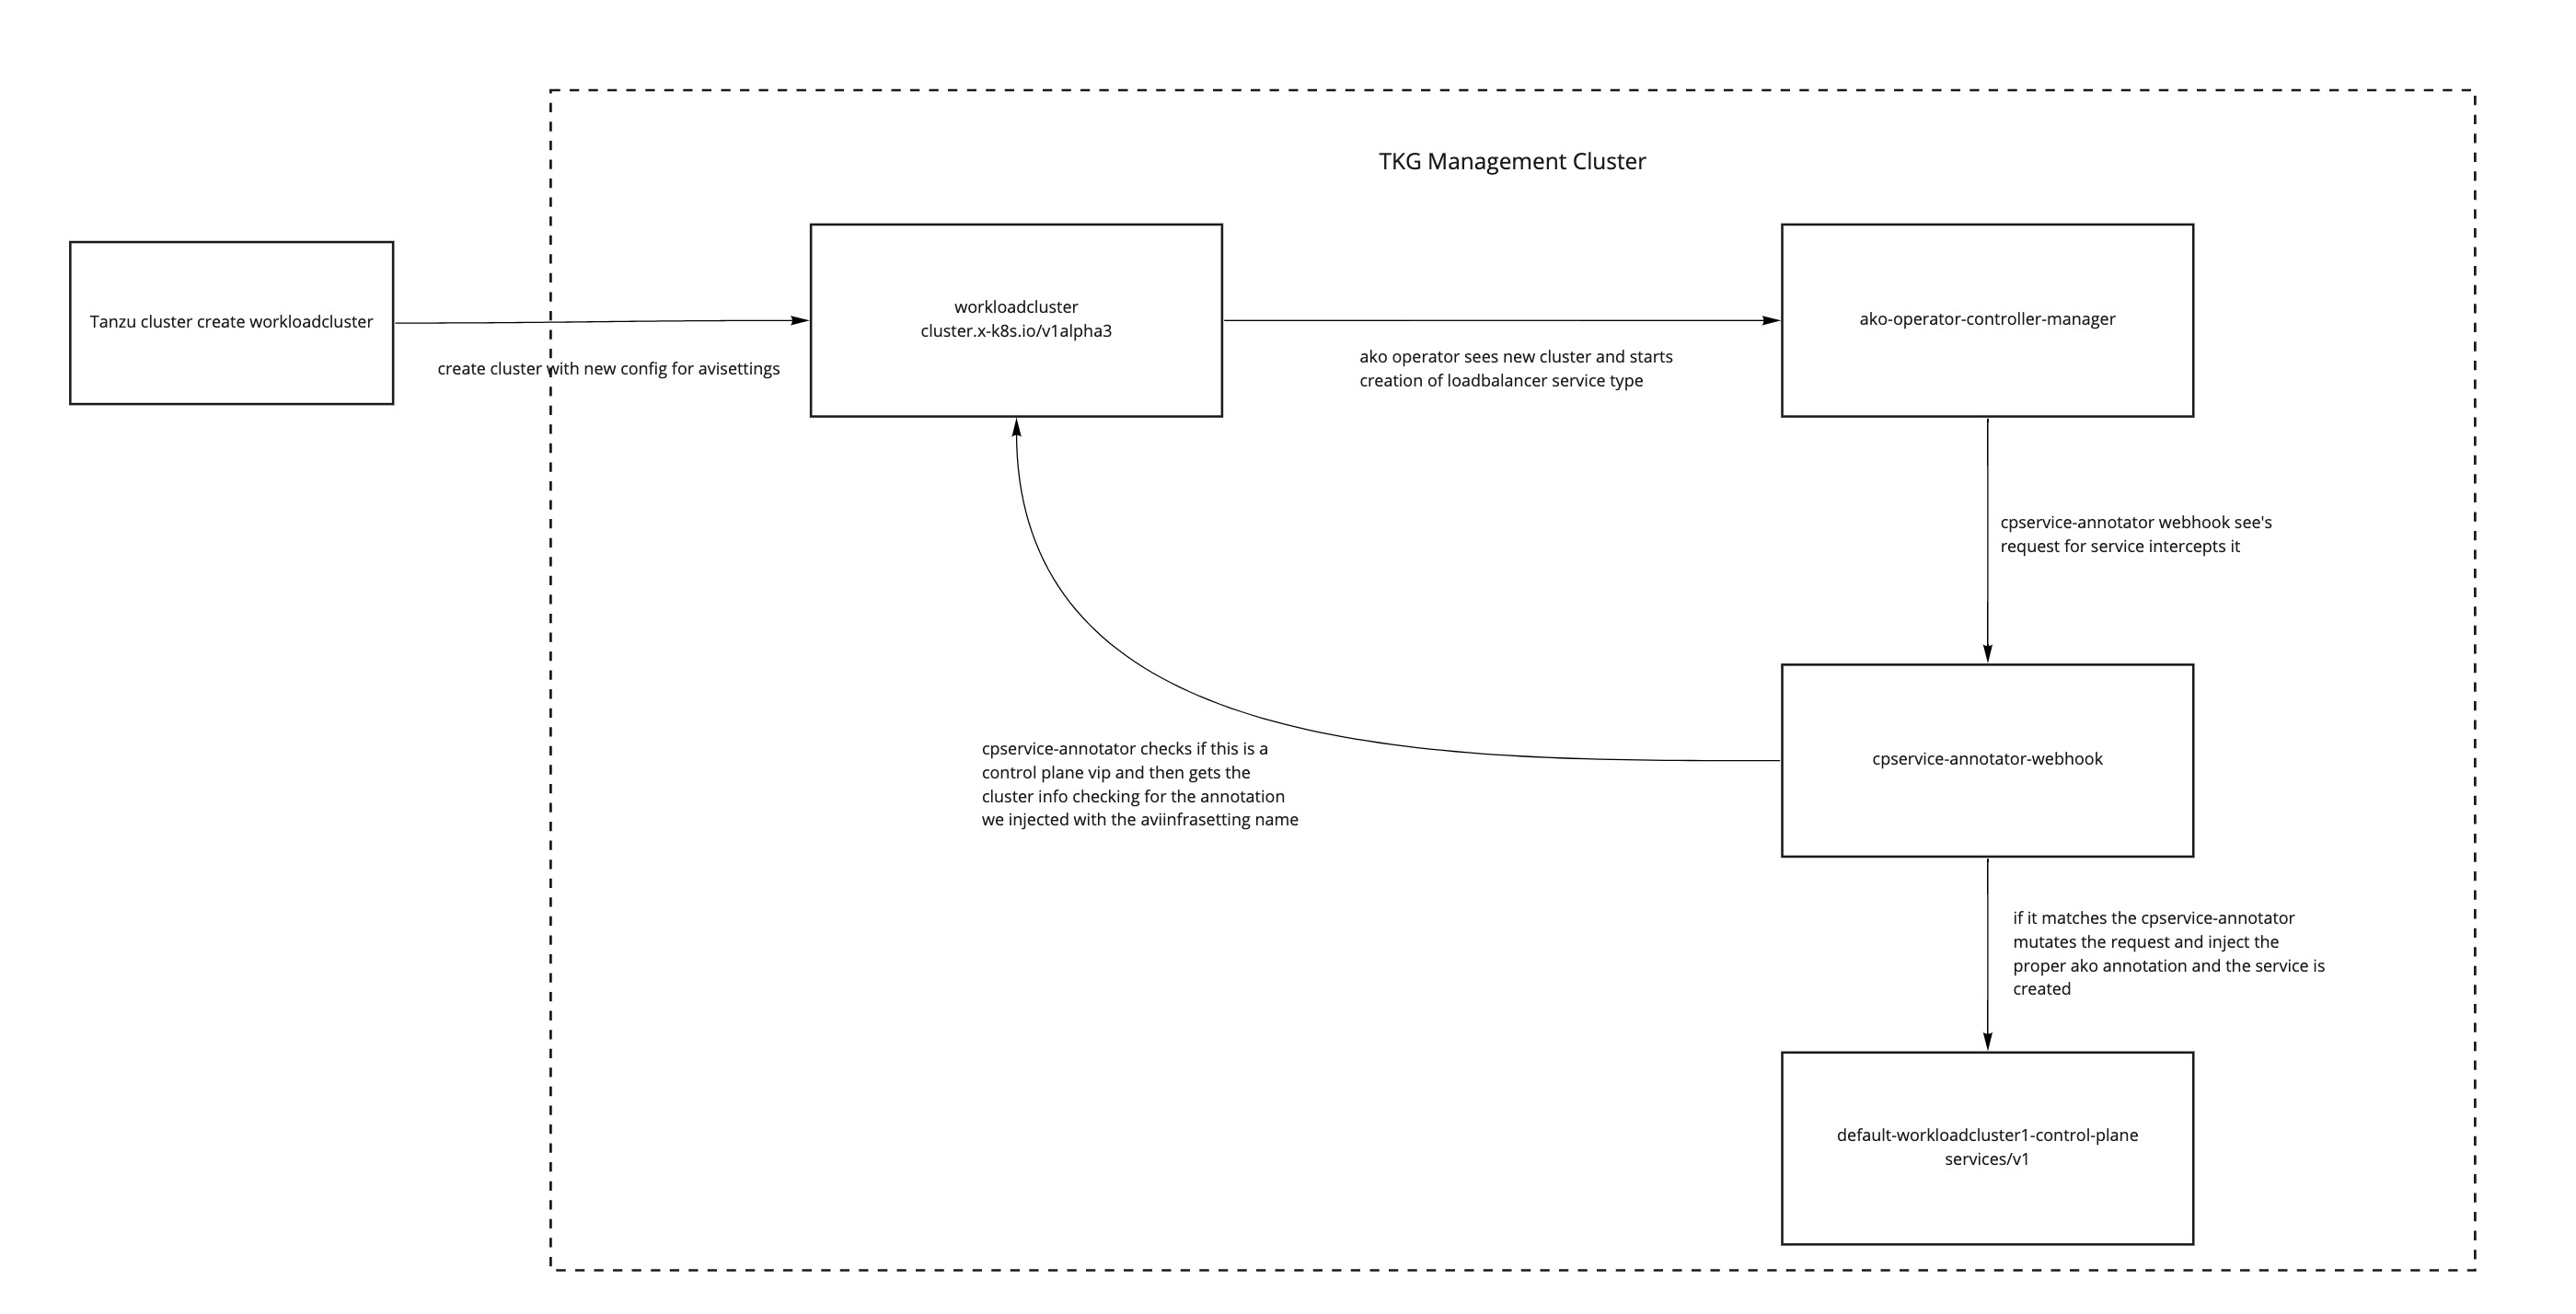 TKG Management Cluster
Tanzu cluster create workloadcluster
create cluster with new config for avisettings
workloadcluster
cluster.x-k8s.io/v1alpha3
ako operator sees new cluster and starts
creation of loadbalancer service type
ako-operator-controller-manager
cpservice-annotator webhook see's
request for service intercepts it
cpservice-annotator-webhook
cpservice-annotator checks if this is a
control plane vip and then gets the
cluster info checking for the annotation
we injected with the aviinfrasetting name
if it matches the cpservice-annotator
mutates the request and inject the
proper ako annotation and the service is
created
default-workloadcluster1-control-plane
services/v1